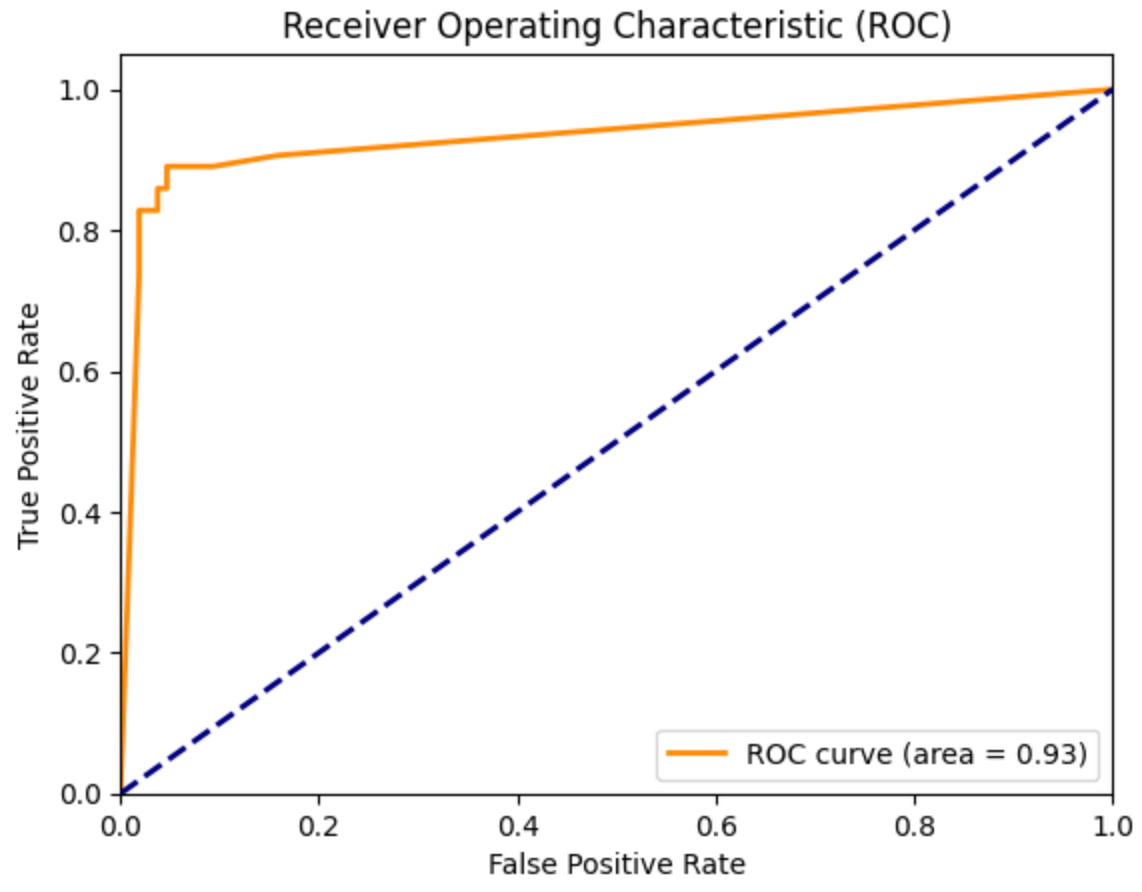 Receiver Operating Characteristic (ROC)
True Positive Rate
1.0
0.8
0.6
0.4
0.2
0.0
0.0 0.2 0.4 0.6 0.8 1.0
False Positive Rate
ROC curve (area = 0.93)